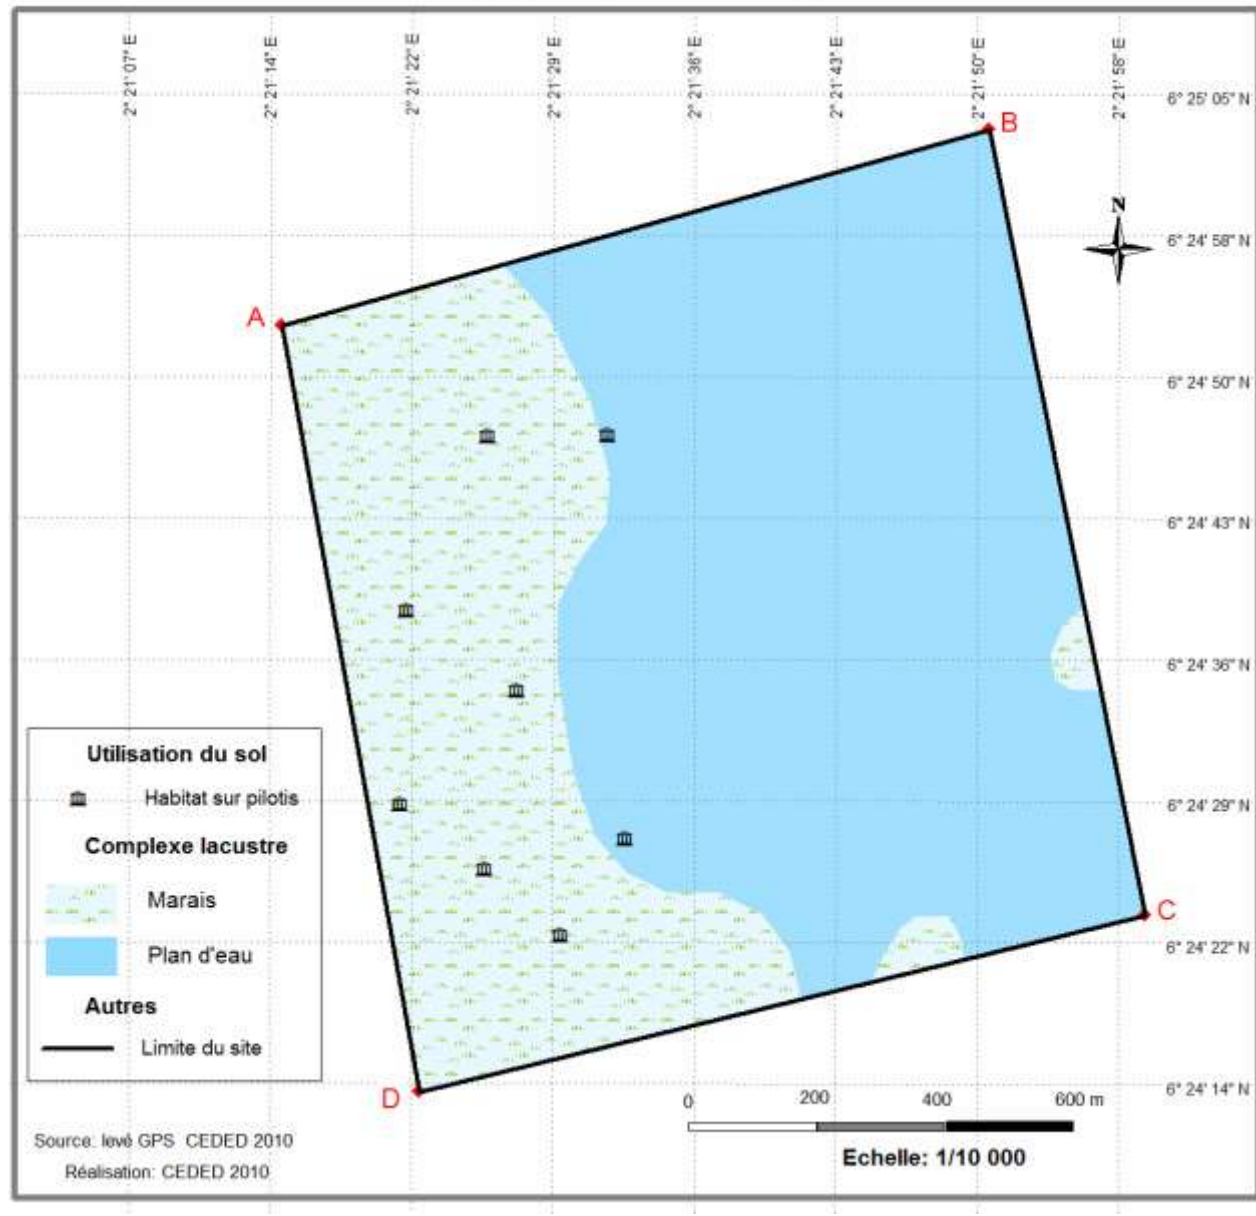 2° 21' 07" E
2° 21' 14" E
2° 21' 22" E
2° 21' 29" E
2° 21' 36" E
2° 21' 43" E
2° 21' 50" E
2° 21' 58" E
6° 25' 05" N
B
N
6° 24' 58" N
A
6° 24' 50" N
6° 24' 43" N
6° 24' 36" N
Utilisation du sol
Habitat sur pilotis
6° 24' 29" N
Complexe lacustre
Marais
C
6° 24' 22" N
Plan d'eau
Autres
Limite du site
6° 24' 14" N
D
0 200 400 600 m
Source: levé GPS CEDED 2010
Echelle: 1/10 000
Réalisation: CEDED 2010